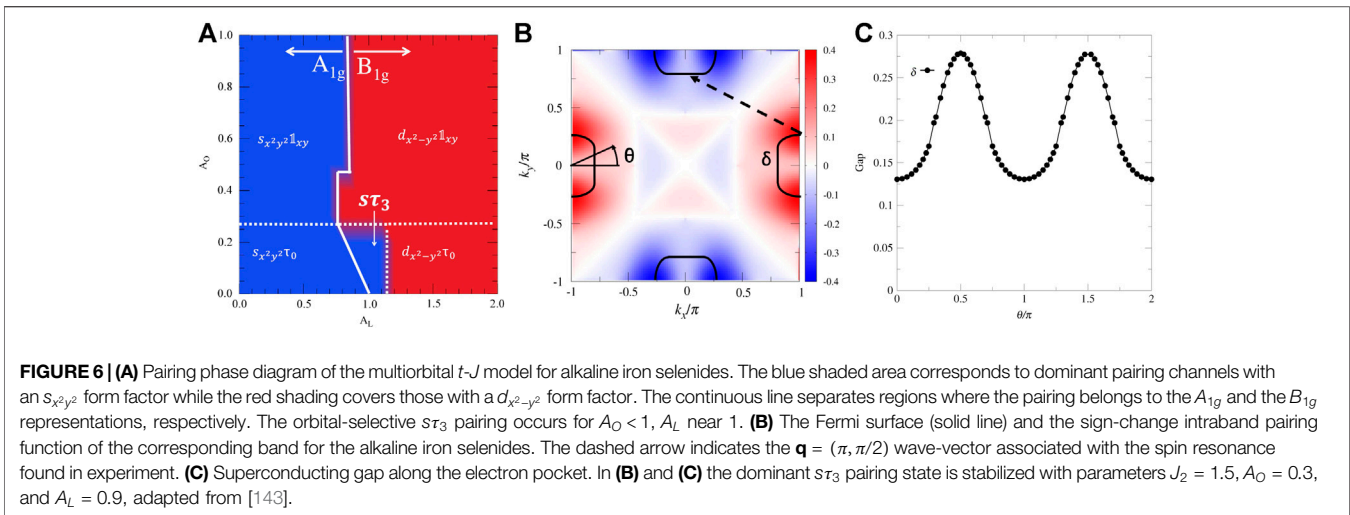 A
1.0
0.8
0.6
0.4
0.2
0.0
A_O
A_{1g}
B_{1g}
s_{x²y²}𝟙_{xy}
d_{x²−y²}𝟙_{xy}
sτ₃
s_{x²y²}τ₀
d_{x²−y²}τ₀
0.0 0.5 1.0 1.5 2.0
A_L
B
1
0.5
0
-0.5
-1
k_y/π
θ
δ
-1 -0.5 0 0.5 1
k_x/π
0.4
0.3
0.2
0.1
0
-0.1
-0.2
-0.3
-0.4
C
0.3
0.25
0.2
0.15
0.1
0.05
0
Gap
δ
0 0.5 1 1.5 2
θ/π
FIGURE 6 | (A) Pairing phase diagram of the multiorbital t-J model for alkaline iron selenides. The blue shaded area corresponds to dominant pairing channels with
an s_{x²y²} form factor while the red shading covers those with a d_{x²−y²} form factor. The continuous line separates regions where the pairing belongs to the A_{1g} and the B_{1g}
representations, respectively. The orbital-selective sτ₃ pairing occurs for A_O < 1, A_L near 1. (B) The Fermi surface (solid line) and the sign-change intraband pairing
function of the corresponding band for the alkaline iron selenides. The dashed arrow indicates the q = (π, π/2) wave-vector associated with the spin resonance
found in experiment. (C) Superconducting gap along the electron pocket. In (B) and (C) the dominant sτ₃ pairing state is stabilized with parameters J₂ = 1.5, A_O = 0.3,
and A_L = 0.9, adapted from [143].